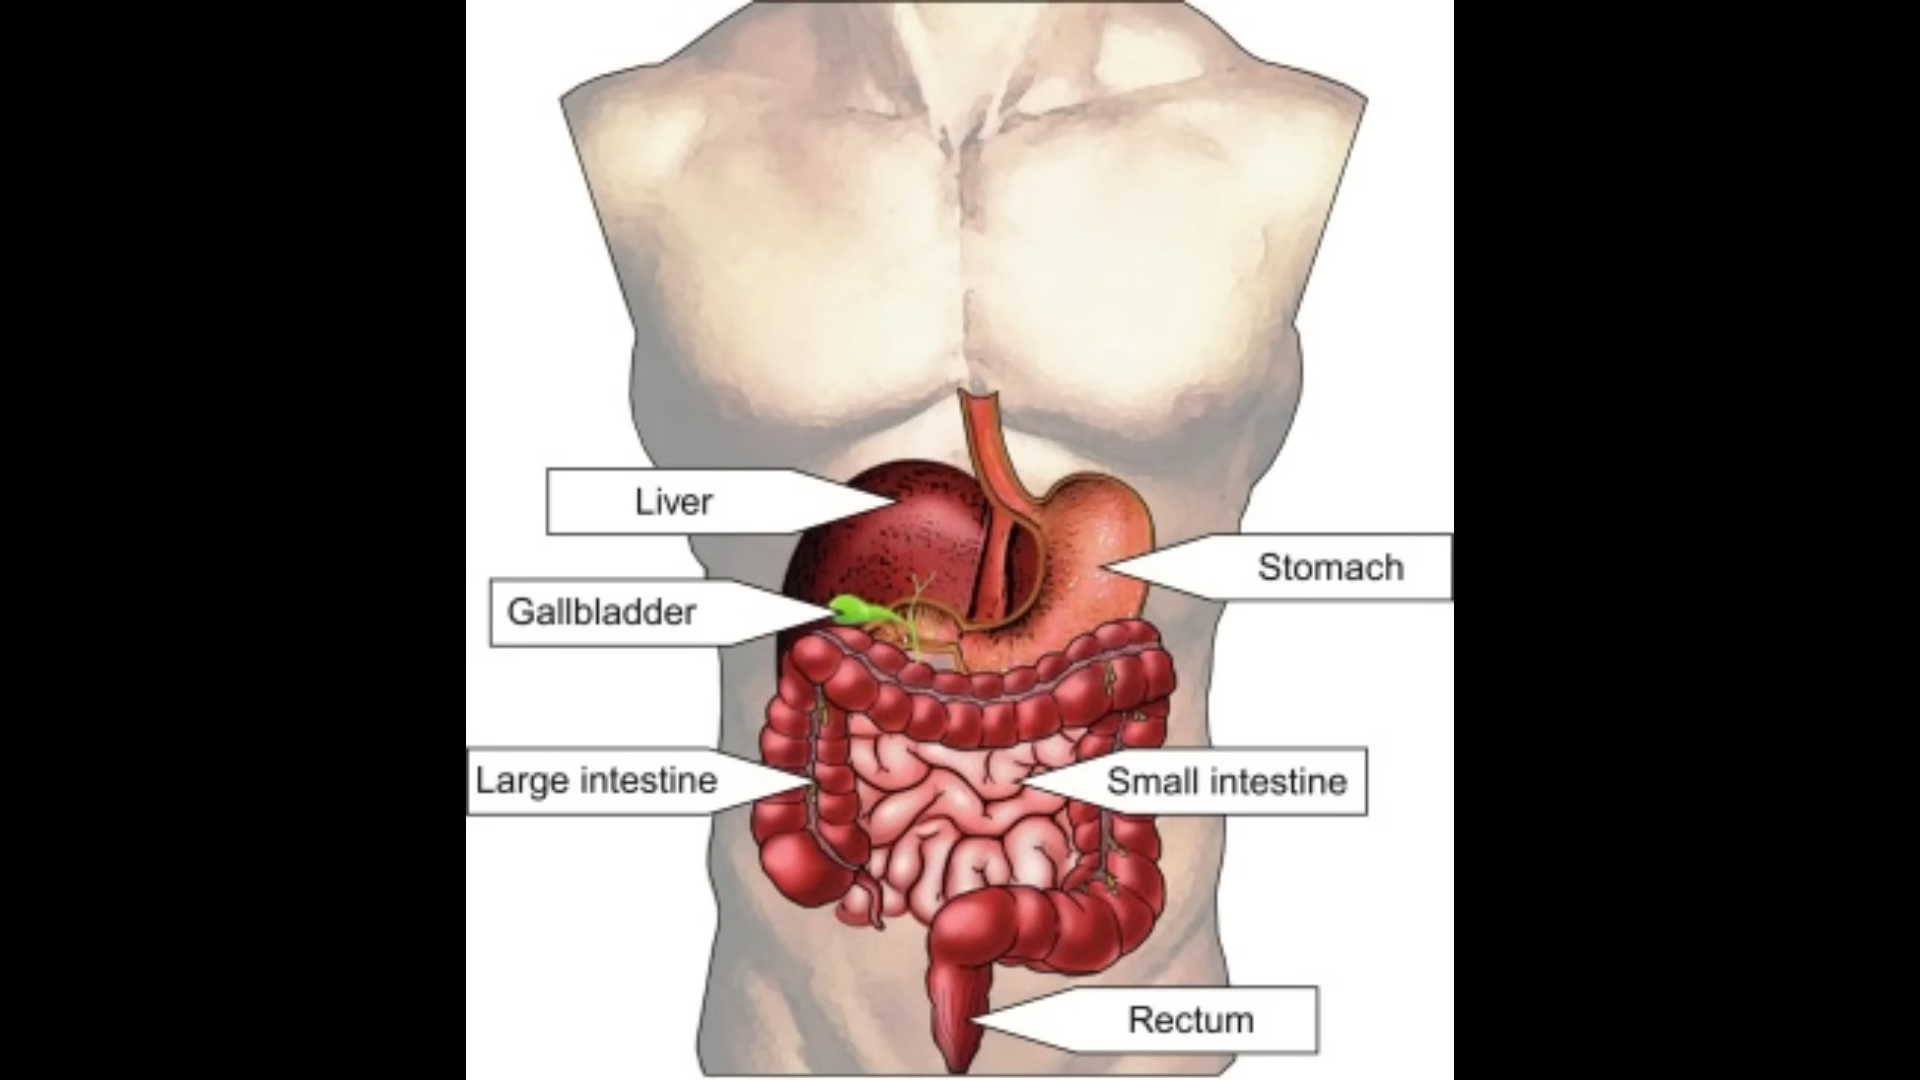 Liver
Stomach
Gallbladder
Large intestine
Small intestine
Rectum